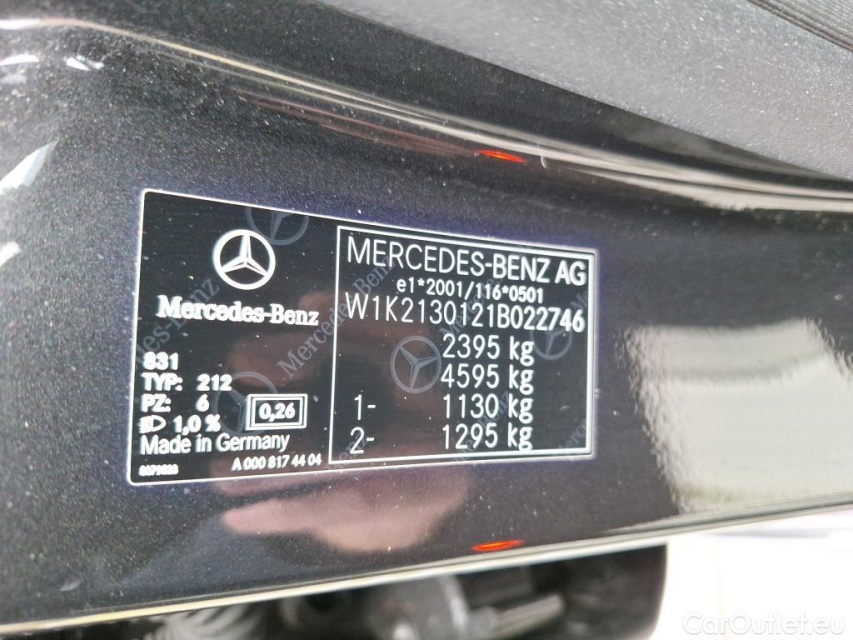 Mercedes-Benz
831
TYP: 212
PZ: 6
1,0 %
Made in Germany
A 000 817 44 04
MERCEDES-BENZ AG
e1*2001/116*0501
W1K2130121B022746
2395 kg
4595 kg
1- 1130 kg
2- 1295 kg
0,26
Mercedes-Benz
CarOutlet.eu